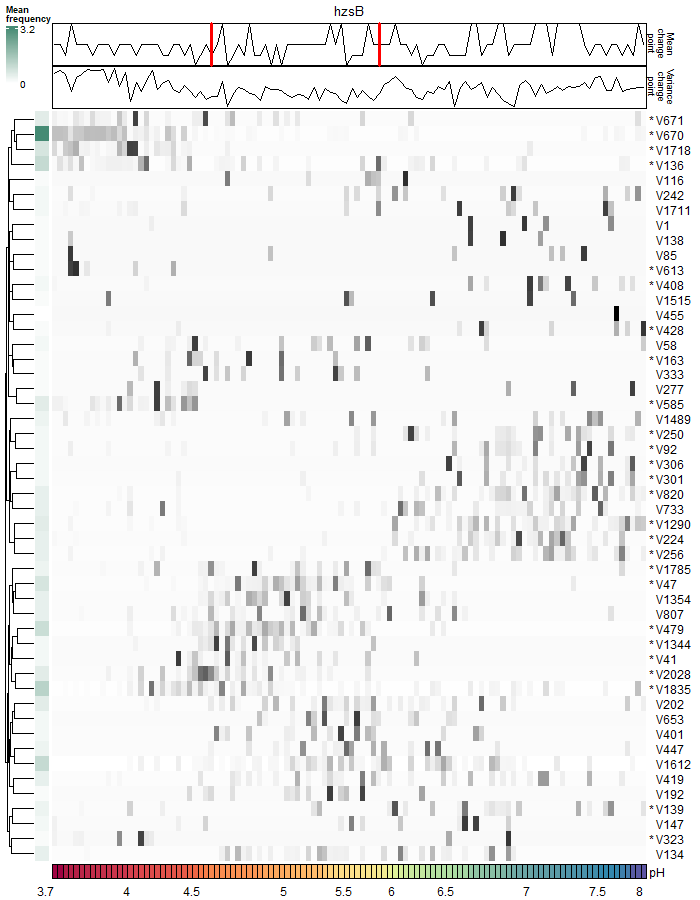 hzsB
Mean
frequency
3.2
0
Mean
change
point
Variance
change
point
* V671
* V670
* V1718
* V136
V116
V242
V1711
V1
V138
V85
* V613
* V408
V1515
V455
* V428
V58
* V163
V333
V277
* V585
V1489
* V250
* V92
* V306
* V301
* V820
V733
* V1290
* V224
* V256
* V1785
* V47
V1354
V807
* V479
* V1344
* V41
* V2028
* V1835
V202
V653
V401
V447
V1612
V419
V192
* V139
V147
* V323
V134
pH
3.7 4 4.5 5 5.5 6 6.5 7 7.5 8